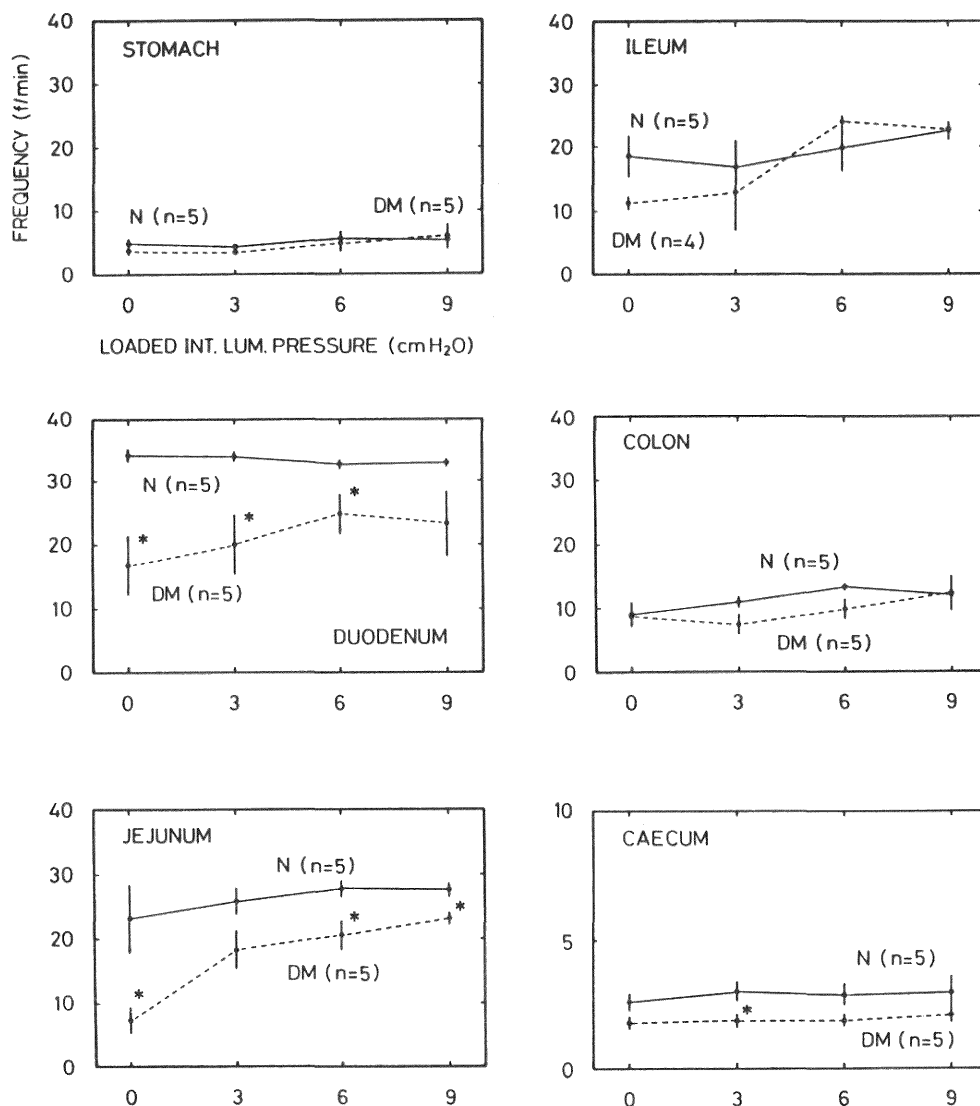 FREQUENCY (f/min)
STOMACH
40
30
20
10
0
N (n=5)
DM (n=5)
0 3 6 9
LOADED INT. LUM. PRESSURE (cmH₂O)
ILEUM
40
30
20
10
0
N (n=5)
DM (n=4)
0 3 6 9
40
30
20
10
0
N (n=5)
*
*
*
DM (n=5)
DUODENUM
0 3 6 9
COLON
40
30
20
10
0
N (n=5)
DM (n=5)
0 3 6 9
JEJUNUM
40
30
20
10
0
N (n=5)
*
*
*
DM (n=5)
0 3 6 9
CAECUM
10
5
0
N (n=5)
*
DM (n=5)
0 3 6 9